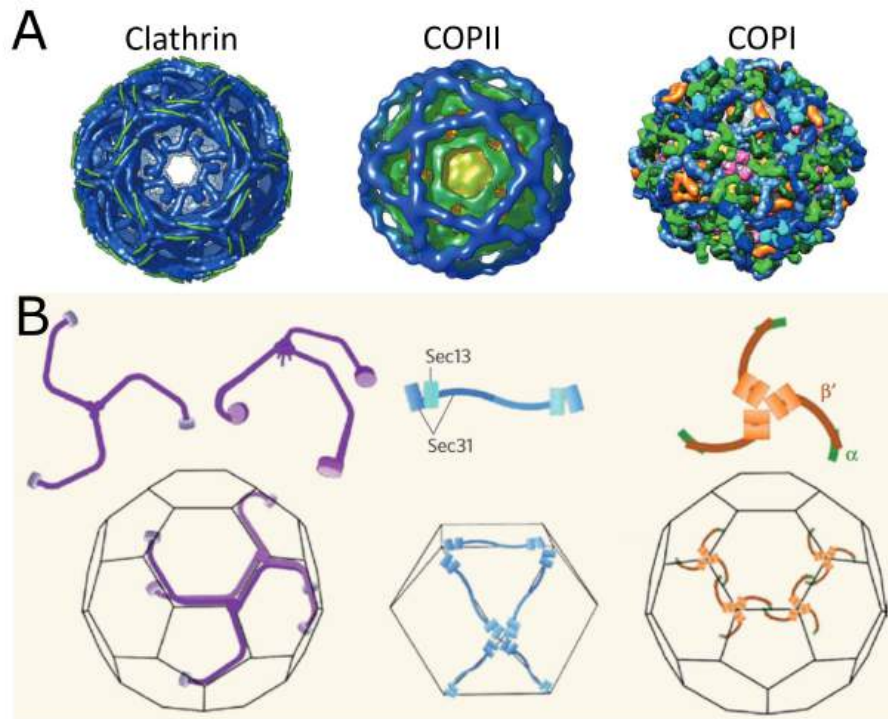 A
Clathrin COPII COPI
B
Sec13
Sec31
β'
α